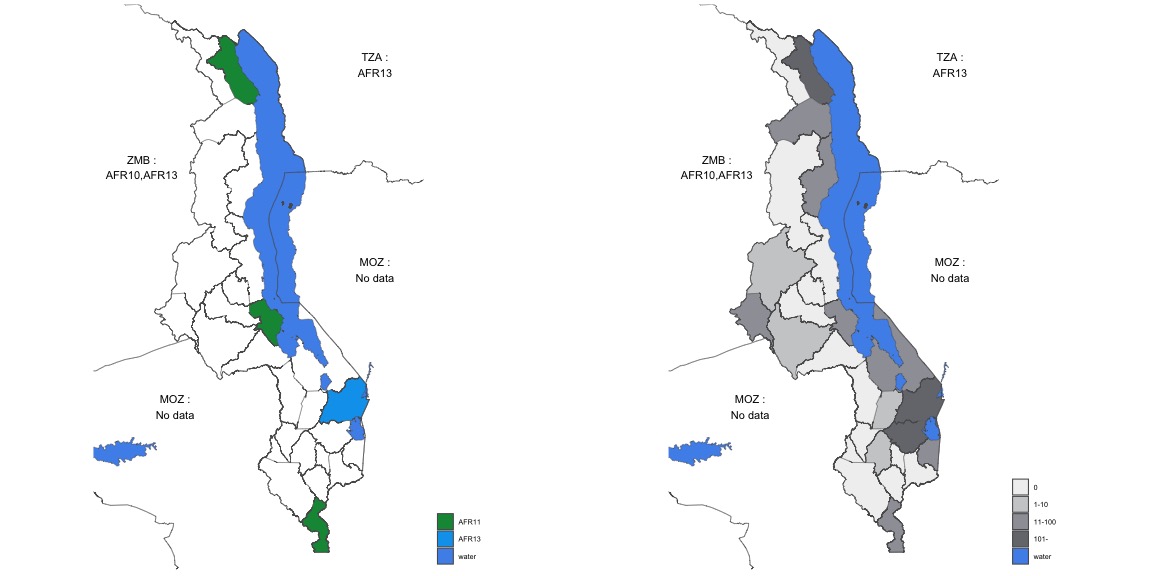 TZA :
AFR13
ZMB :
AFR10,AFR13
MOZ :
No data
MOZ :
No data
AFR11
AFR13
water
TZA :
AFR13
ZMB :
AFR10,AFR13
MOZ :
No data
MOZ :
No data
0
1-10
11-100
101-
water